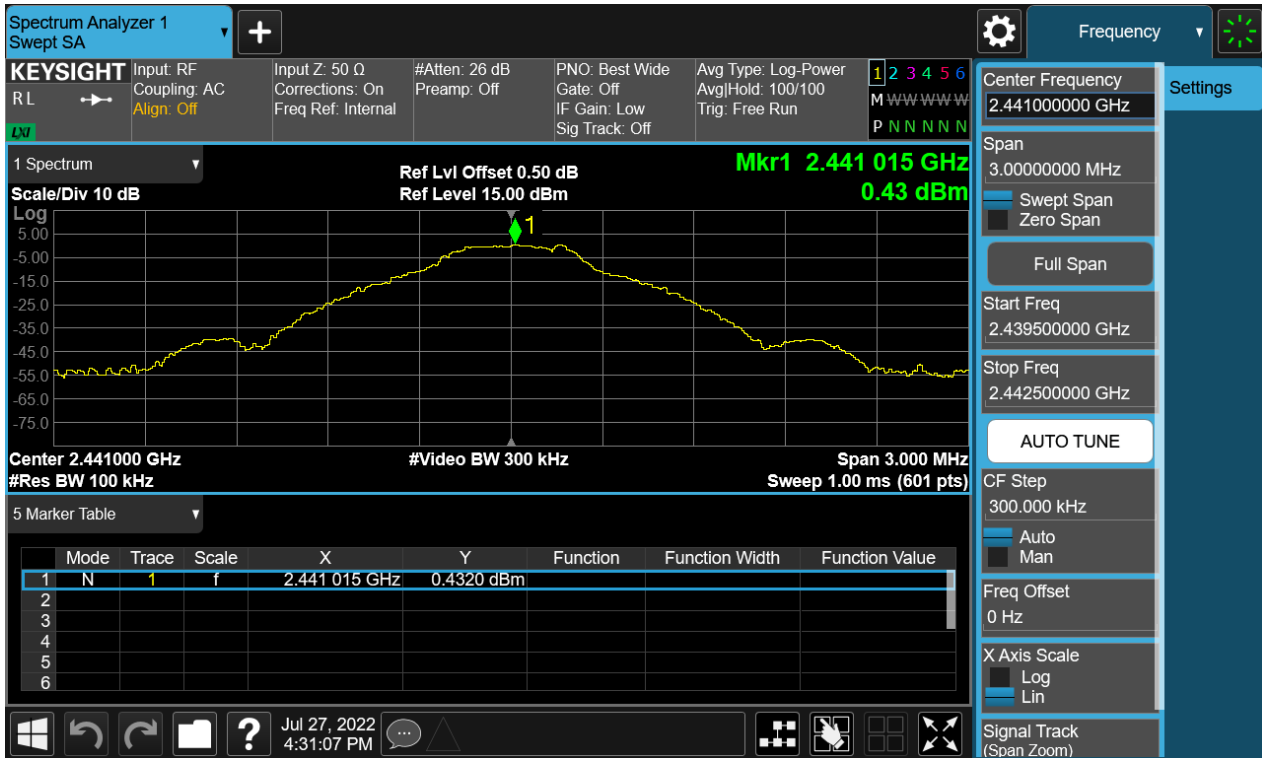 Spectrum Analyzer 1
Swept SA
+
Frequency
KEYSIGHT
R L
LXI
Input: RF
Coupling: AC
Align: Off
Input Z: 50 Ω
Corrections: On
Freq Ref: Internal
#Atten: 26 dB
Preamp: Off
PNO: Best Wide
Gate: Off
IF Gain: Low
Sig Track: Off
Avg Type: Log-Power
Avg|Hold: 100/100
Trig: Free Run
1 2 3 4 5 6
M W W W W W
P N N N N N
1 Spectrum
Scale/Div 10 dB
Ref Lvl Offset 0.50 dB
Ref Level 15.00 dBm
Mkr1 2.441 015 GHz
0.43 dBm
Log
5.00
-5.00
-15.0
-25.0
-35.0
-45.0
-55.0
-65.0
-75.0
1
Center 2.441000 GHz
#Res BW 100 kHz
#Video BW 300 kHz
Span 3.000 MHz
Sweep 1.00 ms (601 pts)
5 Marker Table
Mode Trace Scale X Y Function Function Width Function Value
1 N 1 f 2.441 015 GHz 0.4320 dBm
2
3
4
5
6
?
Jul 27, 2022
4:31:07 PM
Center Frequency
2.441000000 GHz
Span
3.00000000 MHz
Swept Span
Zero Span
Full Span
Start Freq
2.439500000 GHz
Stop Freq
2.442500000 GHz
AUTO TUNE
CF Step
300.000 kHz
Auto
Man
Freq Offset
0 Hz
X Axis Scale
Log
Lin
Signal Track
(Span Zoom)
Settings